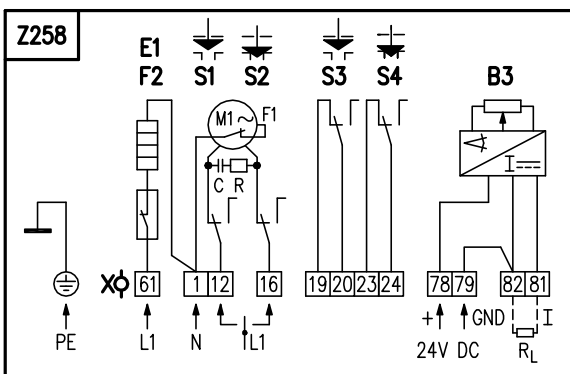 Z258
E1
F2 S1 S2 S3 S4 B3
M1 ~ F1
C R
I
X 61 1 12 16 19 20 23 24 78 79 82 81
+ GND I
PE L1 N L1 24V DC RL